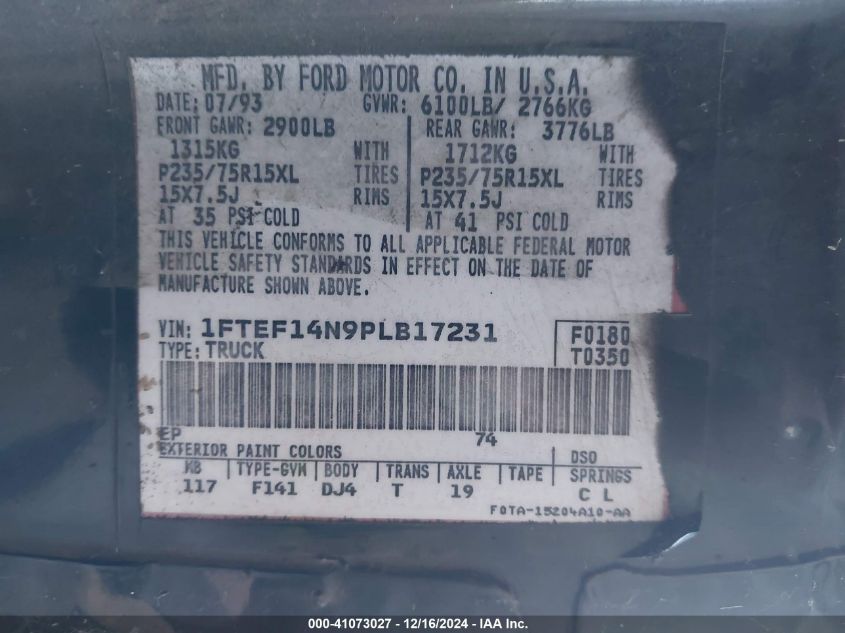 MFD. BY FORD MOTOR CO. IN U.S.A.
DATE: 07/93 GVWR: 6100LB/ 2766KG
FRONT GAWR: 2900LB REAR GAWR: 3776LB
1315KG WITH 1712KG WITH
P235/75R15XL TIRES P235/75R15XL TIRES
15X7.5J RIMS 15X7.5J RIMS
AT 35 PSI COLD AT 41 PSI COLD
THIS VEHICLE CONFORMS TO ALL APPLICABLE FEDERAL MOTOR
VEHICLE SAFETY STANDARDS IN EFFECT ON THE DATE OF
MANUFACTURE SHOWN ABOVE.
VIN: 1FTEF14N9PLB17231 F0180
TYPE: TRUCK T0350
EP 74
EXTERIOR PAINT COLORS DSO
WB TYPE-GVW BODY TRANS AXLE TAPE SPRINGS
117 F141 DJ4 T 19 C L
F0TA-15204A10-AA
000-41073027 - 12/16/2024 - IAA Inc.